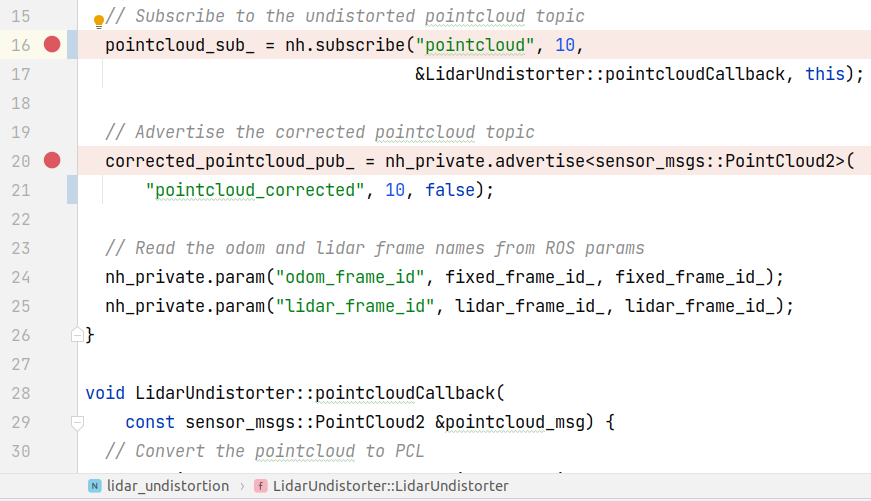 15 // Subscribe to the undistorted pointcloud topic
16 pointcloud_sub_ = nh.subscribe("pointcloud", 10,
17 &LidarUndistorter::pointcloudCallback, this);
18
19 // Advertise the corrected pointcloud topic
20 corrected_pointcloud_pub_ = nh_private.advertise<sensor_msgs::PointCloud2>(
21 "pointcloud_corrected", 10, false);
22
23 // Read the odom and lidar frame names from ROS params
24 nh_private.param("odom_frame_id", fixed_frame_id_, fixed_frame_id_);
25 nh_private.param("lidar_frame_id", lidar_frame_id_, lidar_frame_id_);
26 }
27
28 void LidarUndistorter::pointcloudCallback(
29 const sensor_msgs::PointCloud2 &pointcloud_msg) {
30 // Convert the pointcloud to PCL
N lidar_undistortion › f LidarUndistorter::LidarUndistorter